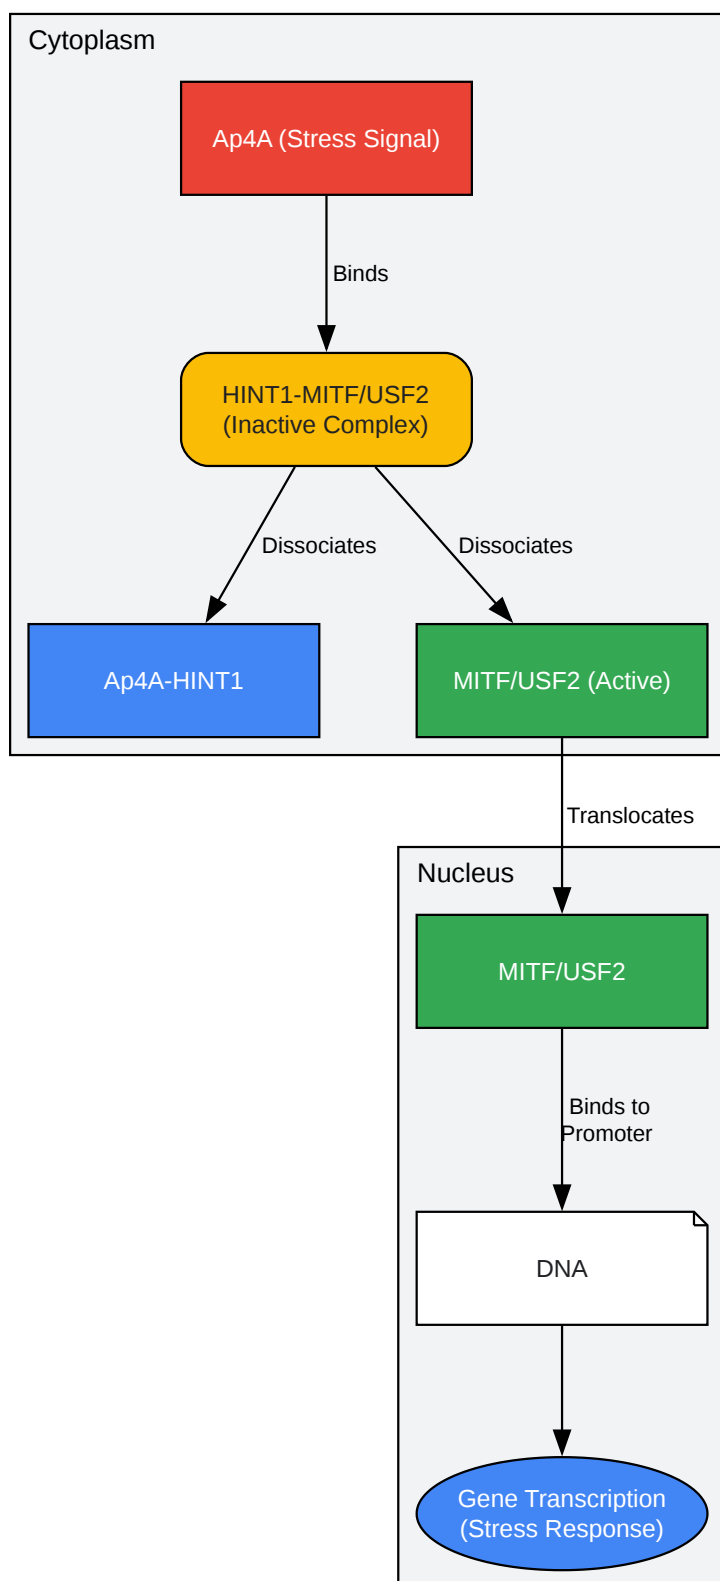 Cytoplasm
Ap4A (Stress Signal)
Binds
HINT1-MITF/USF2
(Inactive Complex)
Dissociates
Dissociates
Ap4A-HINT1
MITF/USF2 (Active)
Translocates
Nucleus
MITF/USF2
Binds to
Promoter
DNA
Gene Transcription
(Stress Response)